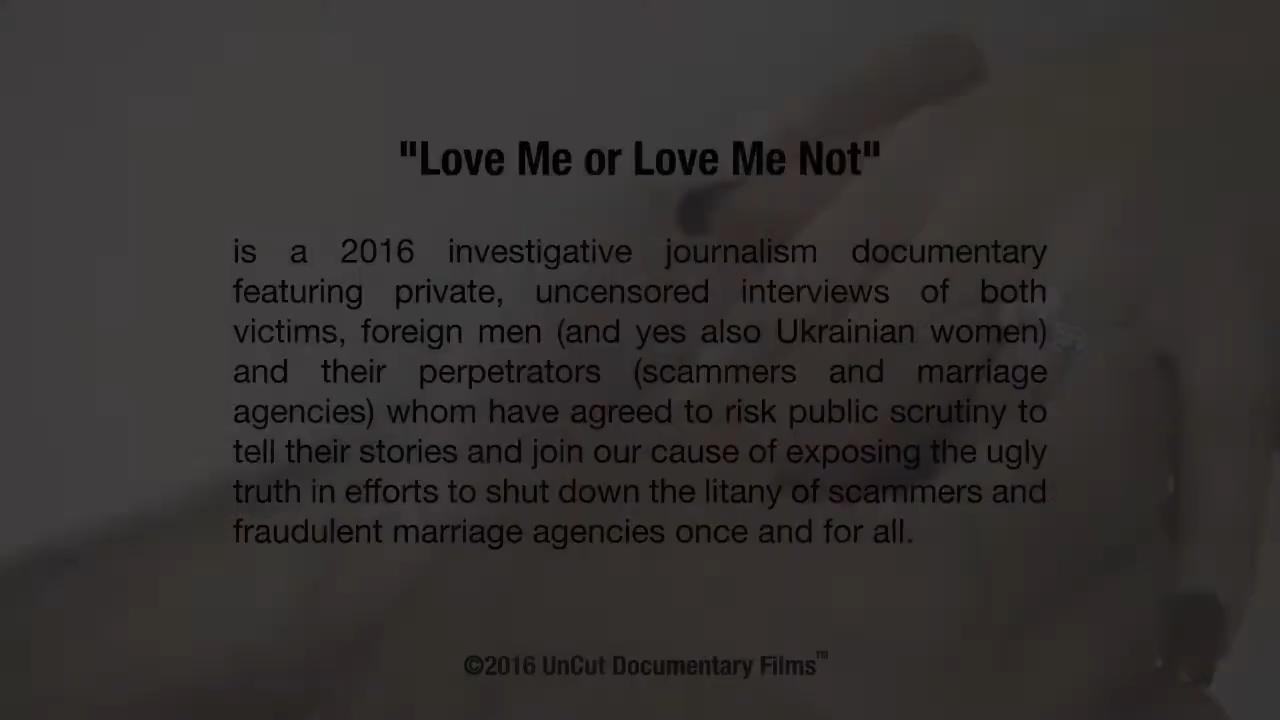 "Love Me or Love Me Not"
is a 2016 investigative journalism documentary
featuring private, uncensored interviews of both
victims, foreign men (and yes also Ukrainian women)
and their perpetrators (scammers and marriage
agencies) whom have agreed to risk public scrutiny to
tell their stories and join our cause of exposing the ugly
truth in efforts to shut down the litany of scammers and
fraudulent marriage agencies once and for all.
©2016 UnCut Documentary Films™